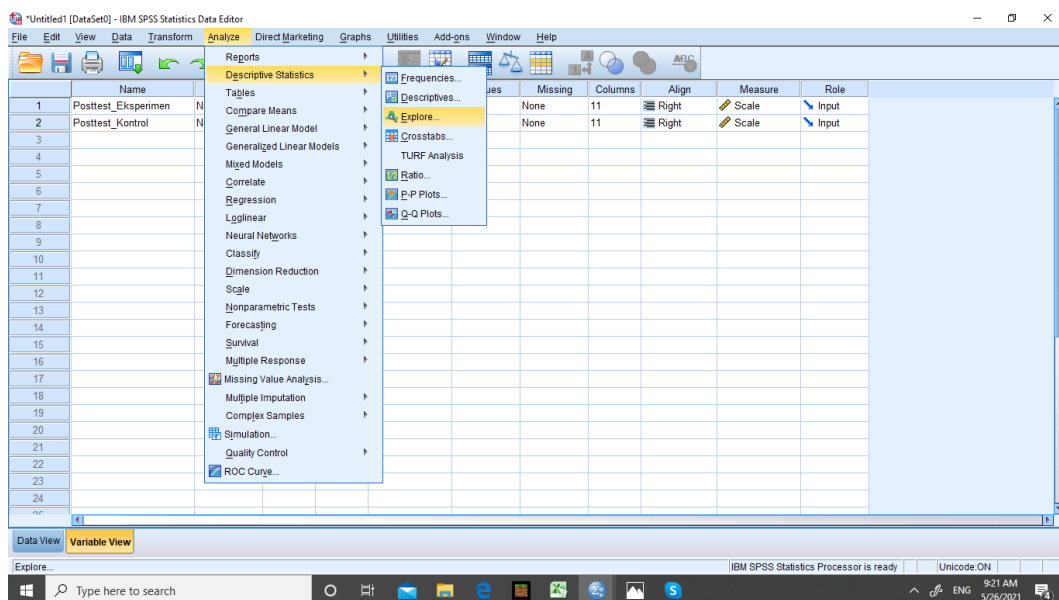 *Untitled1 [DataSet0] - IBM SPSS Statistics Data Editor
File Edit View Data Transform Analyze Direct Marketing Graphs Utilities Add-ons Window Help
Name ues Missing Columns Align Measure Role
1 Posttest_Eksperimen N None 11 Right Scale Input
2 Posttest_Kontrol N None 11 Right Scale Input
3
4
5
6
7
8
9
10
11
12
13
14
15
16
17
18
19
20
21
22
23
24
Reports
Descriptive Statistics
Tables
Compare Means
General Linear Model
Generalized Linear Models
Mixed Models
Correlate
Regression
Loglinear
Neural Networks
Classify
Dimension Reduction
Scale
Nonparametric Tests
Forecasting
Survival
Multiple Response
Missing Value Analysis...
Multiple Imputation
Complex Samples
Simulation...
Quality Control
ROC Curve...
Frequencies...
Descriptives...
Explore...
Crosstabs...
TURF Analysis
Ratio...
P-P Plots...
Q-Q Plots...
Data View Variable View
Explore... IBM SPSS Statistics Processor is ready Unicode:ON
Type here to search ENG 9:21 AM
5/26/2021